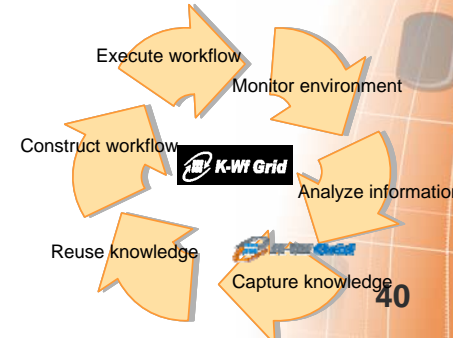 Execute workflow
Monitor environment
Construct workflow
K-Wf Grid
Analyze information
Reuse knowledge
Capture knowledge
40